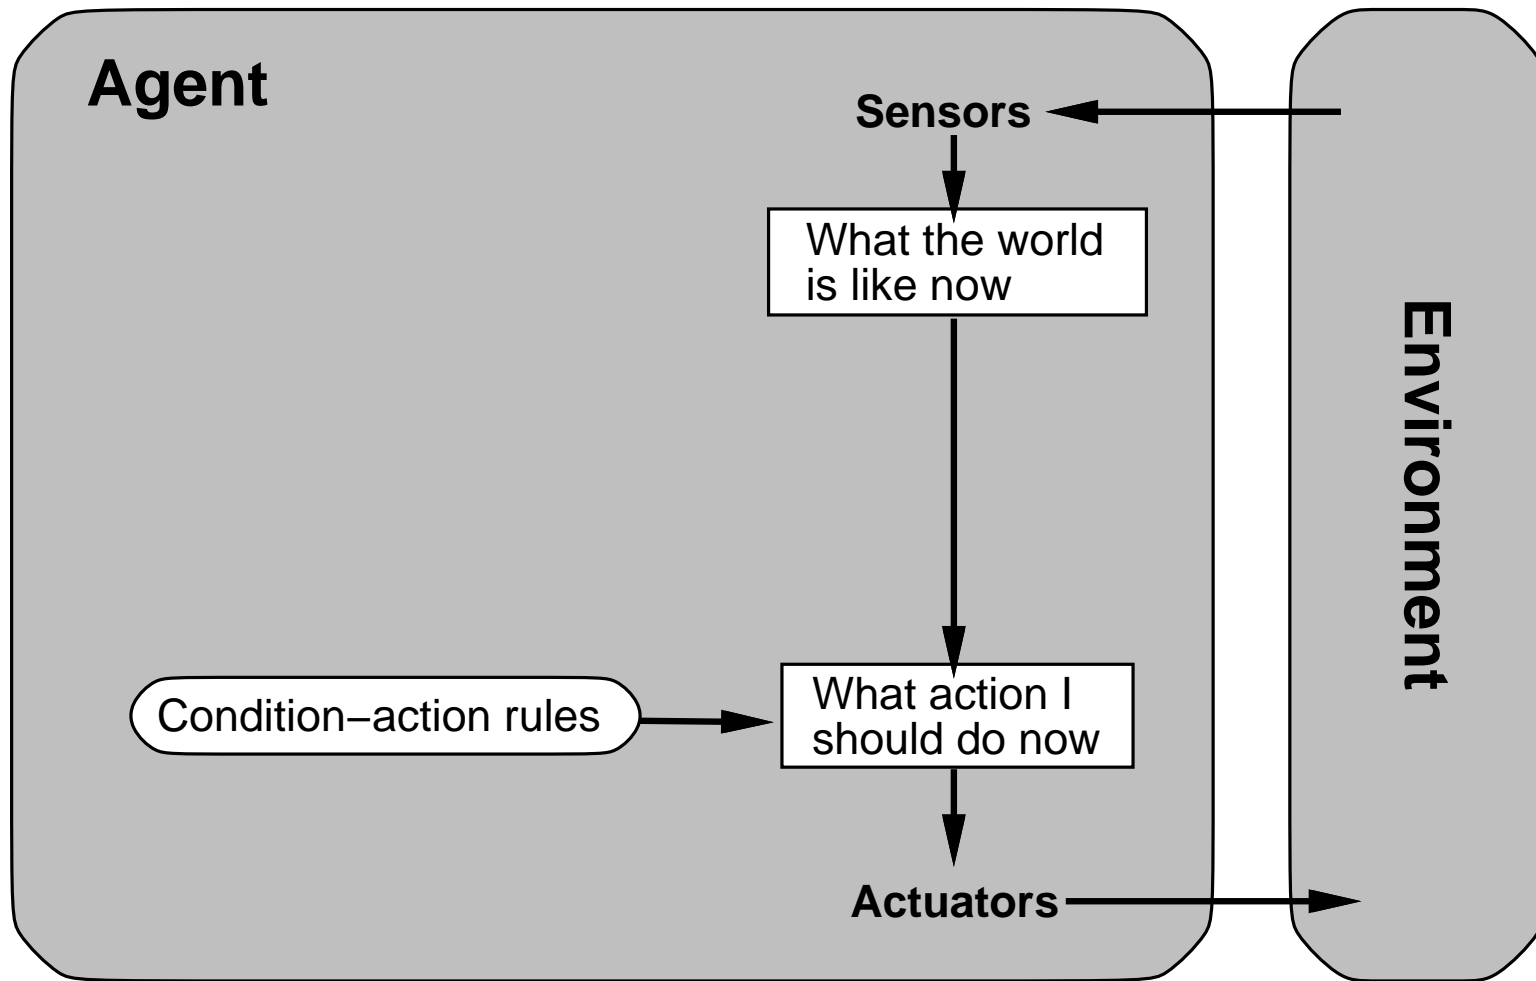 Agent
Sensors
What the world
is like now
Environment
Condition−action rules
What action I
should do now
Actuators